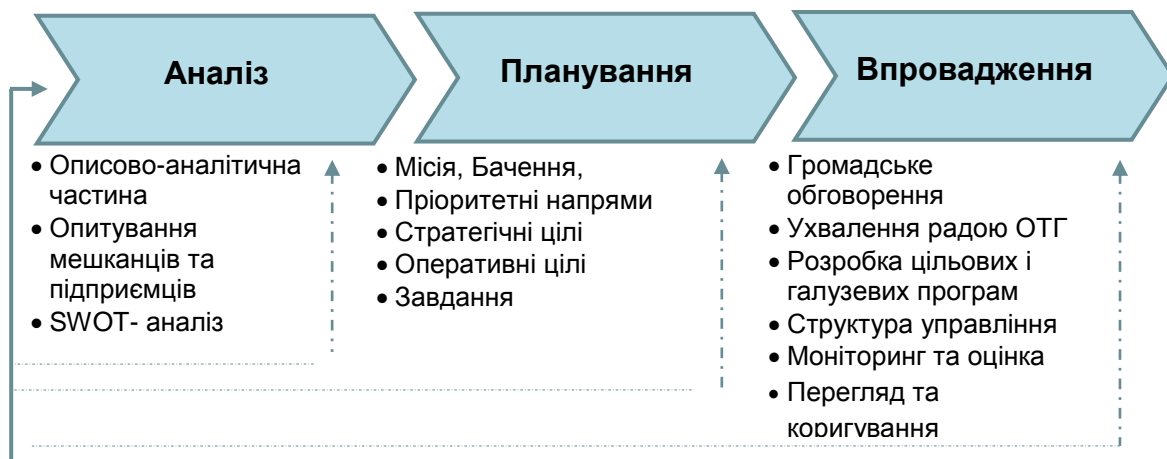 Аналіз
Планування
Впровадження
• Описово-аналітична
частина
• Опитування
мешканців та
підприємців
• SWOT- аналіз
• Місія, Бачення,
• Пріоритетні напрями
• Стратегічні цілі
• Оперативні цілі
• Завдання
• Громадське
обговорення
• Ухвалення радою ОТГ
• Розробка цільових і
галузевих програм
• Структура управління
• Моніторинг та оцінка
• Перегляд та
коригування